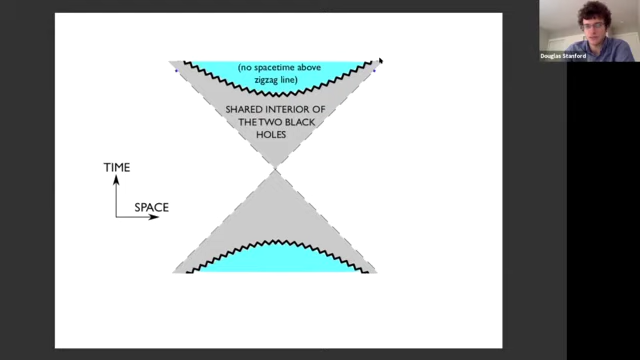 (no spacetime above
zigzag line)
SHARED INTERIOR OF
THE TWO BLACK
HOLES
TIME
SPACE
Douglas Stanford